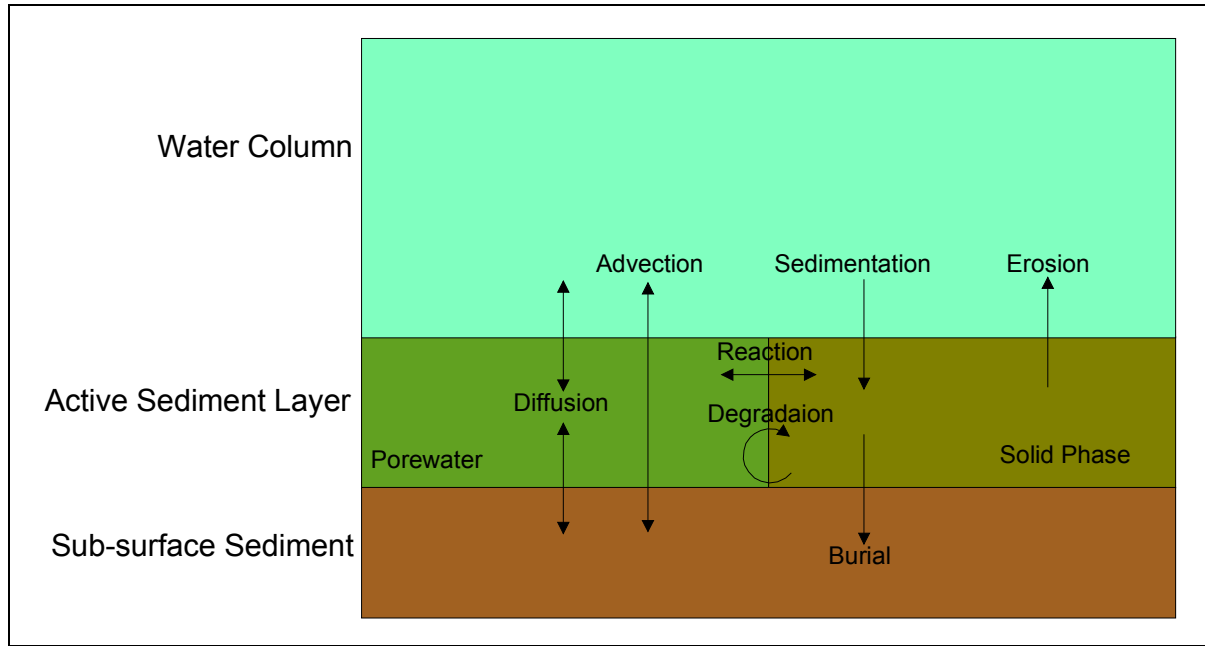 Water Column
Advection
Sedimentation
Erosion
Reaction
Active Sediment Layer
Diffusion
Degradaion
Porewater
Solid Phase
Sub-surface Sediment
Burial